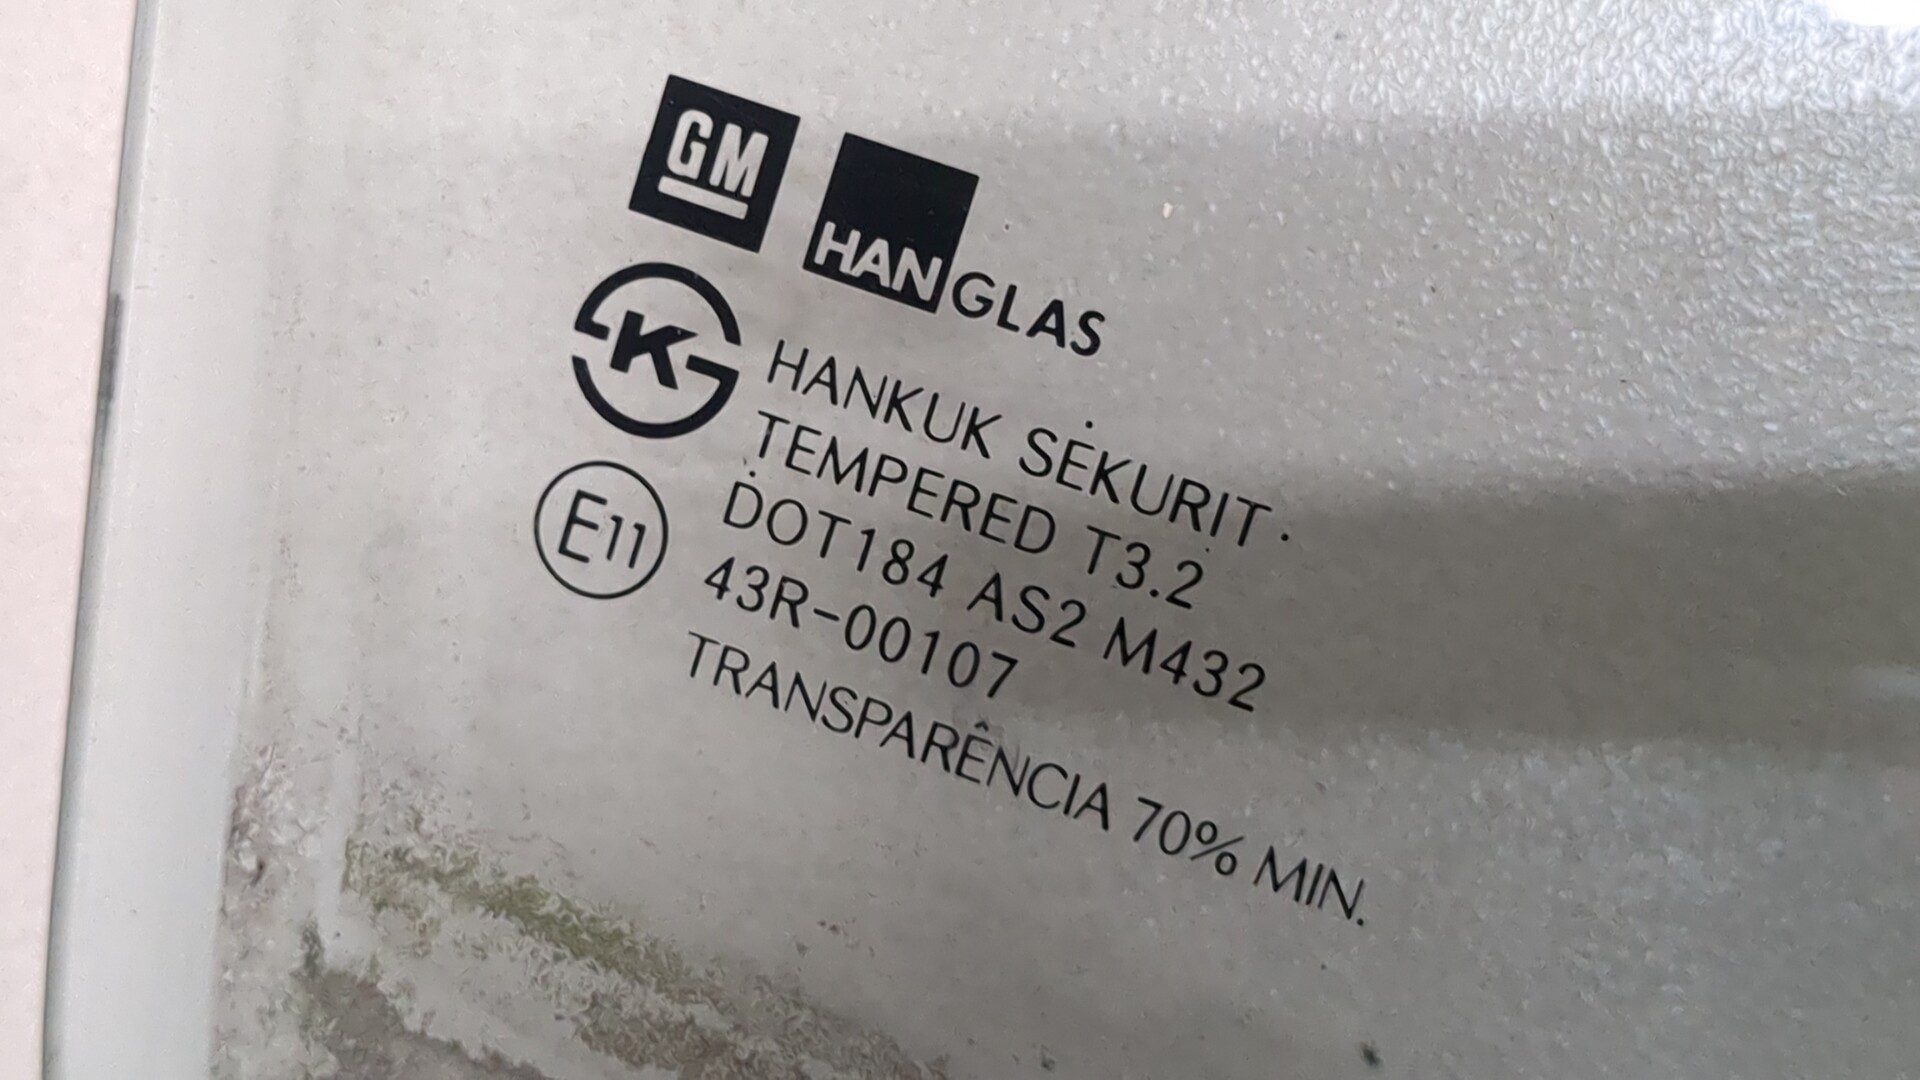 GM
HANGLAS
K
HANKUK SEKURIT
TEMPERED T3.2
DOT184 AS2 M432
E11
43R-00107
TRANSPARÊNCIA 70% MIN.